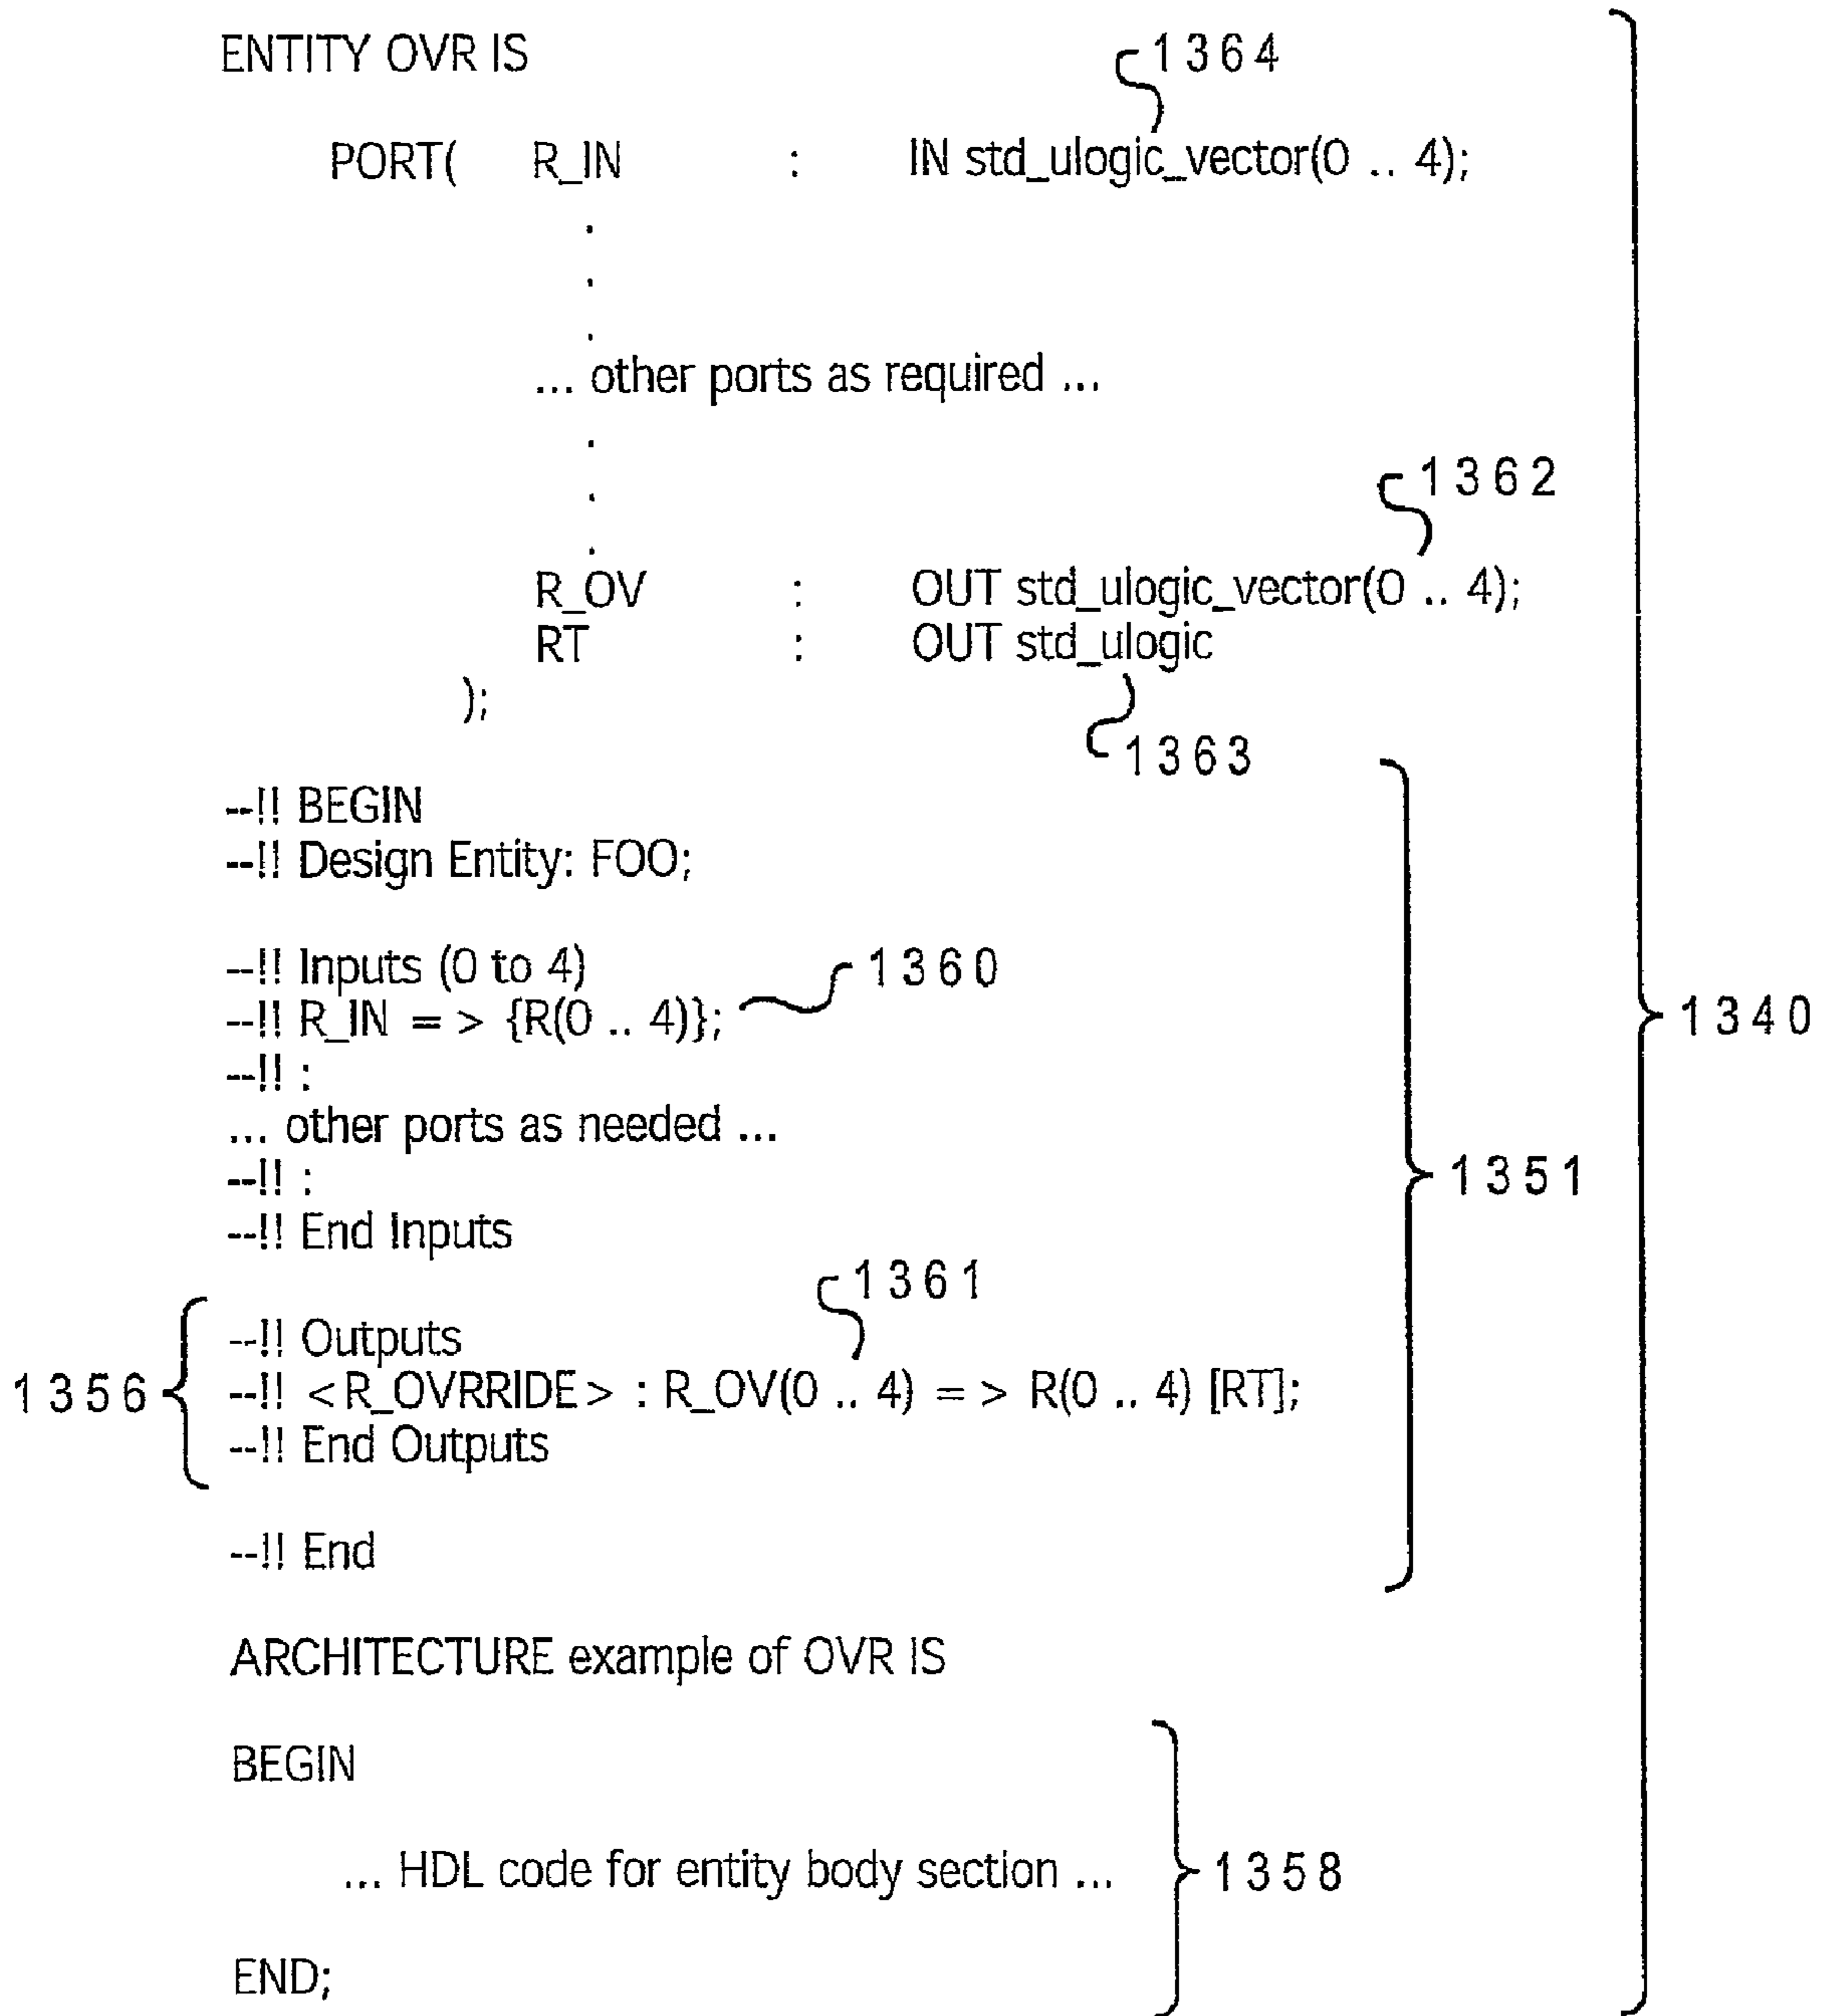 ENTITY OVR IS
1364
PORT( R_IN : IN std_ulogic_vector(0 .. 4);
.
.
.
... other ports as required ...
.
.
.
1362
R_OV : OUT std_ulogic_vector(0 .. 4);
RT : OUT std_ulogic
);
1363
--!! BEGIN
--!! Design Entity: FOO;
--!! Inputs (0 to 4)
--!! R_IN = > {R(0 .. 4)}; 1360
--!! :
... other ports as needed ...
--!! :
--!! End Inputs
1340
1351
1361
--!! Outputs
1356 --!! <R_OVRRIDE> : R_OV(0 .. 4) = > R(0 .. 4) [RT];
--!! End Outputs
--!! End
ARCHITECTURE example of OVR IS
BEGIN
... HDL code for entity body section ... 1358
END;